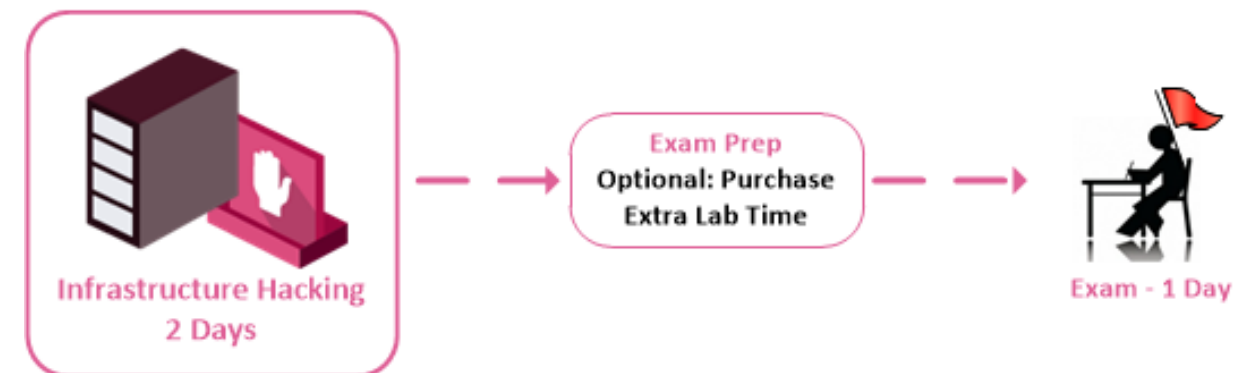 Infrastructure Hacking
2 Days
Exam Prep
Optional: Purchase
Extra Lab Time
Exam - 1 Day